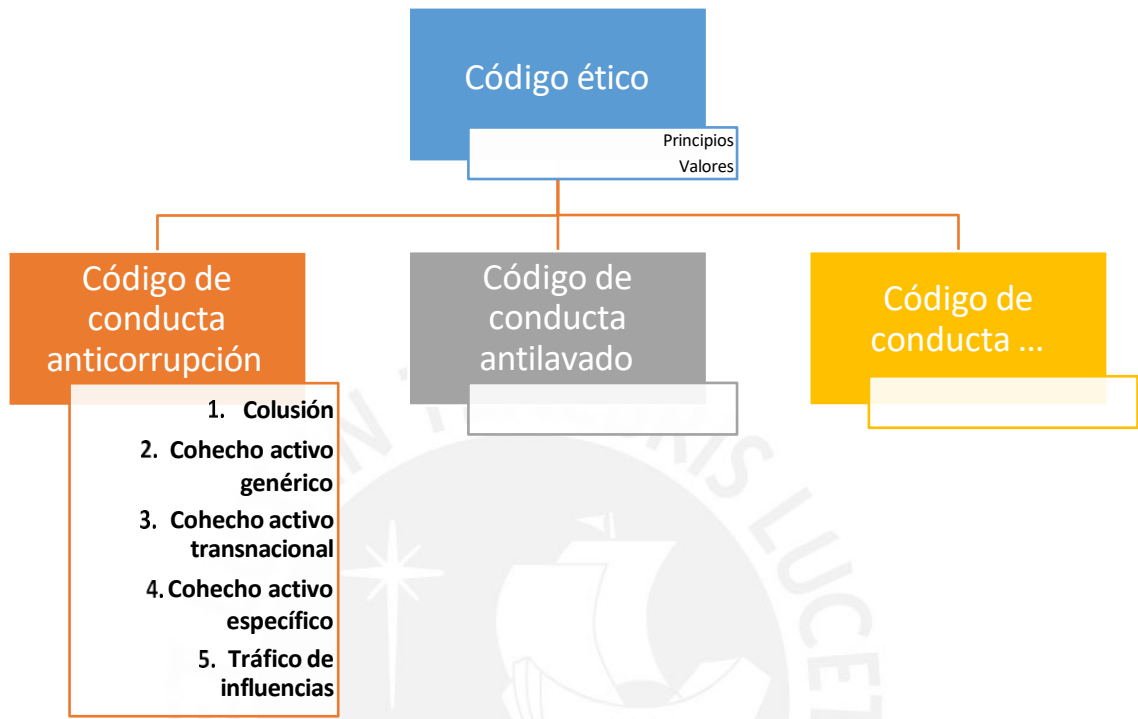 Código ético
Principios
Valores
Código de
conducta
anticorrupción
1. Colusión
2. Cohecho activo
genérico
3. Cohecho activo
transnacional
4. Cohecho activo
específico
5. Tráfico de
influencias
Código de
conducta
antilavado
Código de
conducta ...
LUCET